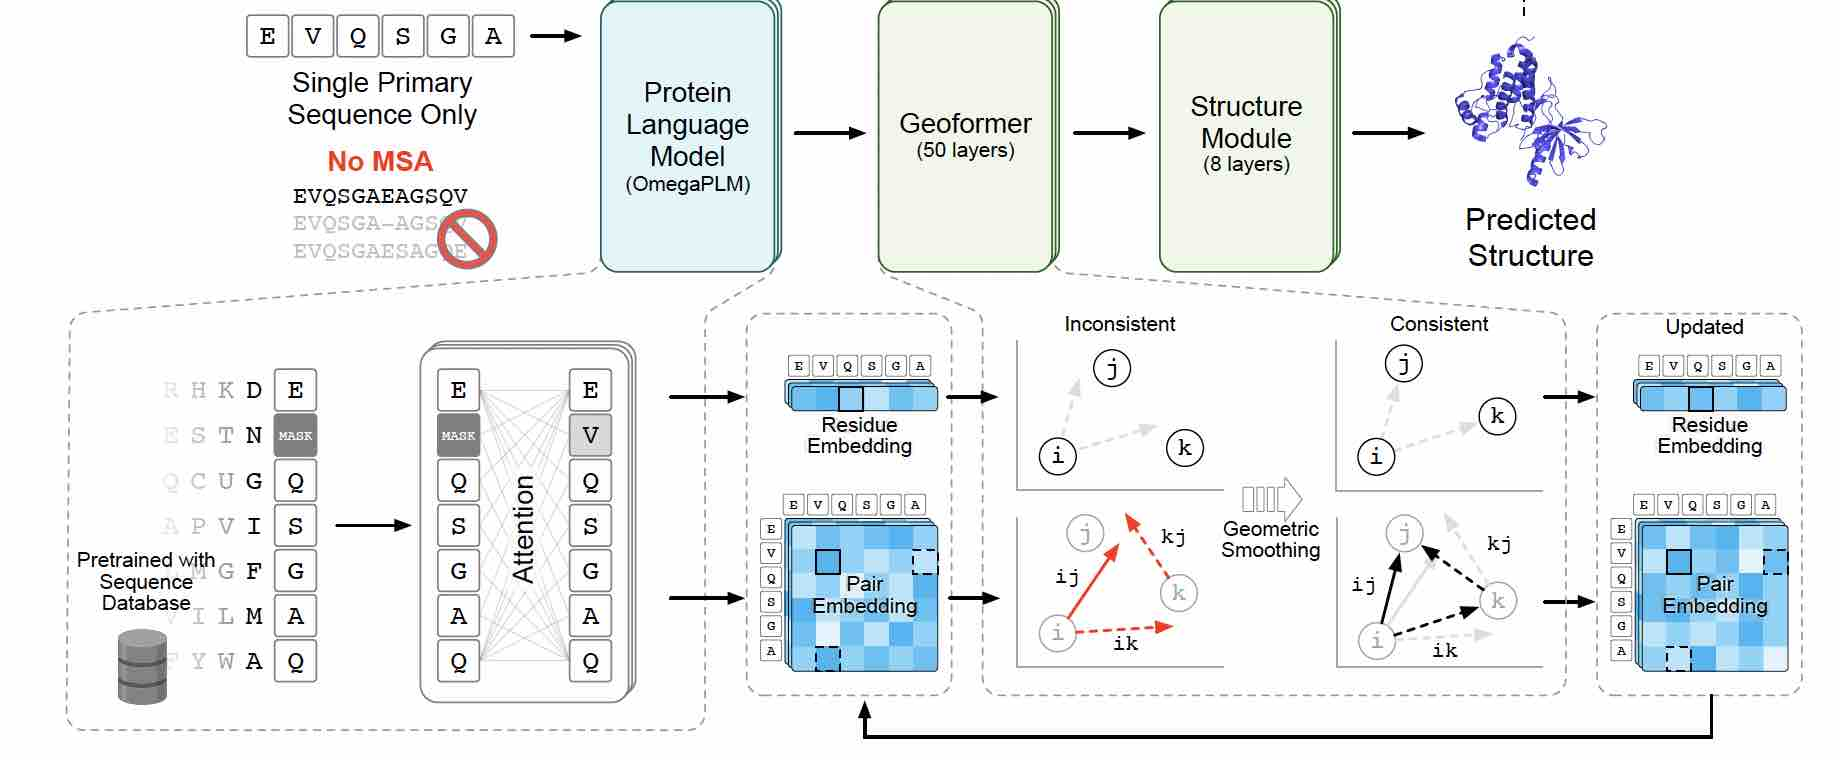 E V Q S G A
Single Primary
Sequence Only
No MSA
EVQSGAEAGSQV
EVQSGA-AGSQV
EVQSGAESAGQE
Protein
Language
Model
(OmegaPLM)
Geoformer
(50 layers)
Structure
Module
(8 layers)
Predicted
Structure
R H K D E
E S T N MASK
Q C U G Q
A P V I S
M G F G
V I L M A
F Y W A Q
Pretrained with
Sequence
Database
E
MASK
Q
S
G
A
Q
Attention
E
V
Q
S
G
A
Q
E V Q S G A
Residue
Embedding
E V Q S G A
E
V
Q
S
G
A
Pair
Embedding
Inconsistent
j
i
k
j
kj
ij
k
i
ik
Geometric
Smoothing
Consistent
j
k
i
j
kj
ij
k
i
ik
Updated
E V Q S G A
Residue
Embedding
E V Q S G A
E
V
Q
S
G
A
Pair
Embedding